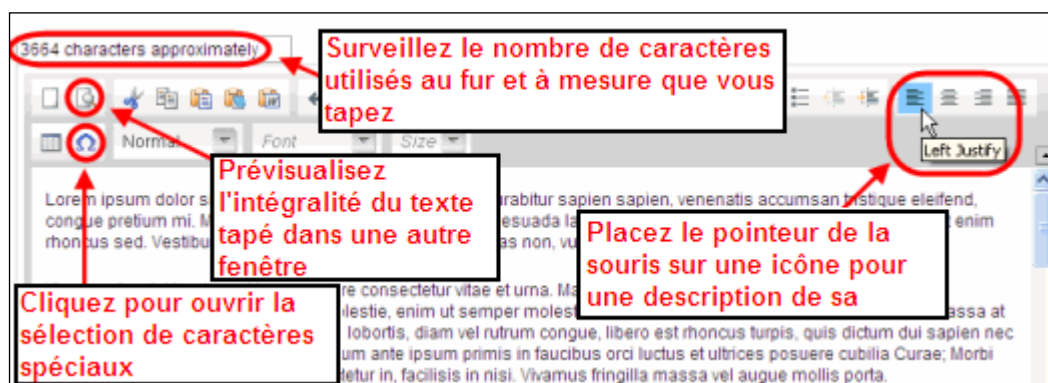 3664 characters approximately
Surveillez le nombre de caractères
utilisés au fur et à mesure que vous
tapez
Normal Font Size
Left Justify
Prévisualisez
l'intégralité du texte
tapé dans une autre
fenêtre
Lorem ipsum dolor s
urabitur sapien sapien, venenatis accumsan tristique eleifend,
congue pretium mi. M
esuada la
enim
rhoncus sed. Vestibu
as non, vu
Placez le pointeur de la
souris sur une icône pour
une description de sa
Cliquez pour ouvrir la
sélection de caractères
spéciaux
re consectetur vitae et urna. Ma
lestie, enim ut semper molest
assa at
lobortis, diam vel rutrum congue, libero est rhoncus turpis, quis dictum dui sapien nec
um ante ipsum primis in faucibus orci luctus et ultrices posuere cubilia Curae; Morbi
detur in, facilisis in nisi. Vivamus fringilla massa vel augue mollis porta.